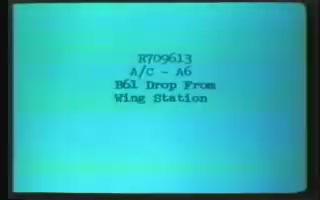 R709613
A/C - A6
B61 Drop From
Wing Station